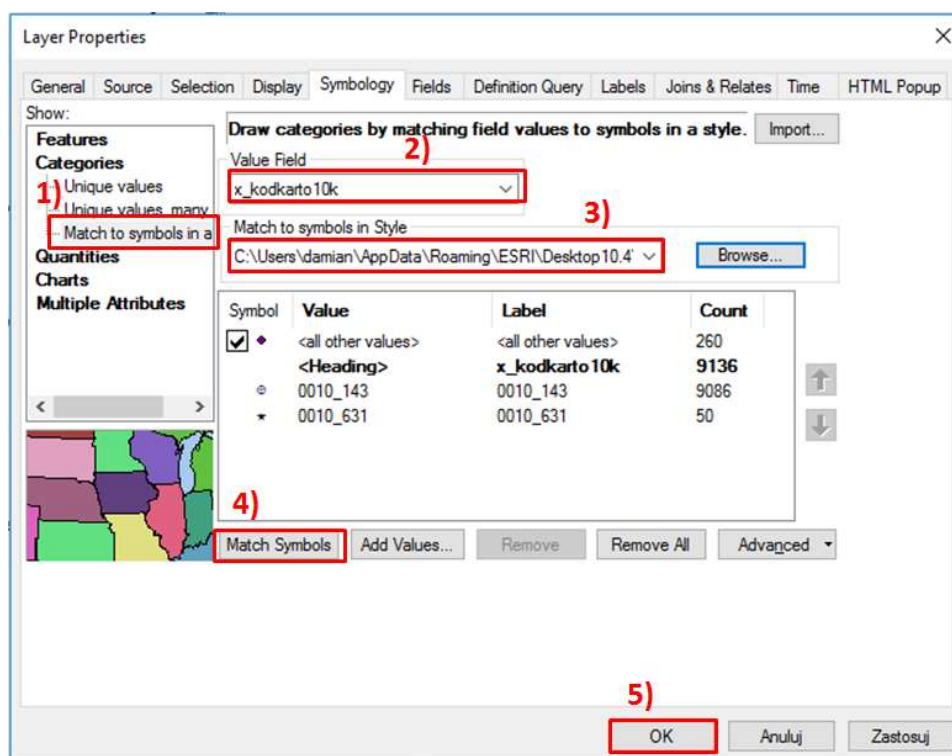 Layer Properties
General Source Selection Display Symbology Fields Definition Query Labels Joins & Relates Time HTML Popup
Show:
Features
Categories
1)
Unique values
Unique values, many
Match to symbols in a
Quantities
Charts
Multiple Attributes
Draw categories by matching field values to symbols in a style.
Import...
2)
Value Field
x_kodkarto10k
3)
Match to symbols in Style
C:\Users\damian\AppData\Roaming\ESRI\Desktop10.4\
Browse...
Symbol Value Label Count
<all other values> <all other values> 260
<Heading> x_kodkarto10k 9136
0010_143 0010_143 9086
0010_631 0010_631 50
4)
Match Symbols Add Values... Remove Remove All Advanced
5)
OK Anuluj Zastosuj